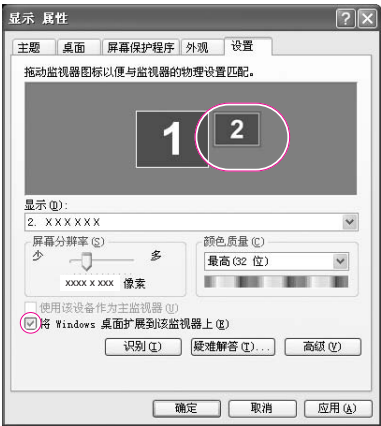 显示 属性
主题 桌面 屏幕保护程序 外观 设置
拖动监视器图标以便与监视器的物理设置匹配。
1 2
显示(D):
2. XXXXXX
屏幕分辨率(S)
少 多
xxxx x xxx 像素
颜色质量(C)
最高(32 位)
使用该设备作为主监视器(U)
将 Windows 桌面扩展到该监视器上(E)
识别(I) 疑难解答(T)... 高级(V)
确定 取消 应用(A)